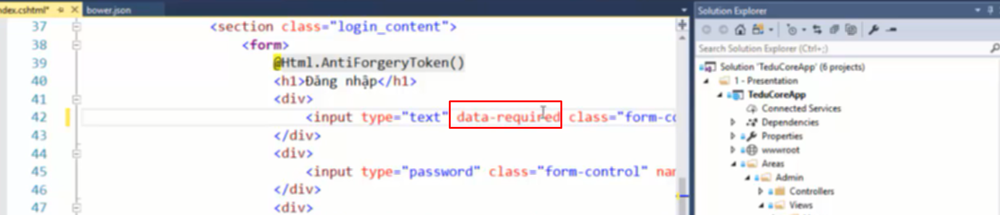 ndex.cshtml*
bower.json
37 <section class="login_content">
38 <form>
39 @Html.AntiForgeryToken()
40 <h1>Đăng nhập</h1>
41 <div>
42 <input type="text" data-required class="form-co
43 </div>
44 <div>
45 <input type="password" class="form-control" nar
46 </div>
47 <div>
Solution Explorer
Search Solution Explorer (Ctrl+;)
Solution 'TeduCoreApp' (6 projects)
1 - Presentation
TeduCoreApp
Connected Services
Dependencies
Properties
wwwroot
Areas
Admin
Controllers
Views